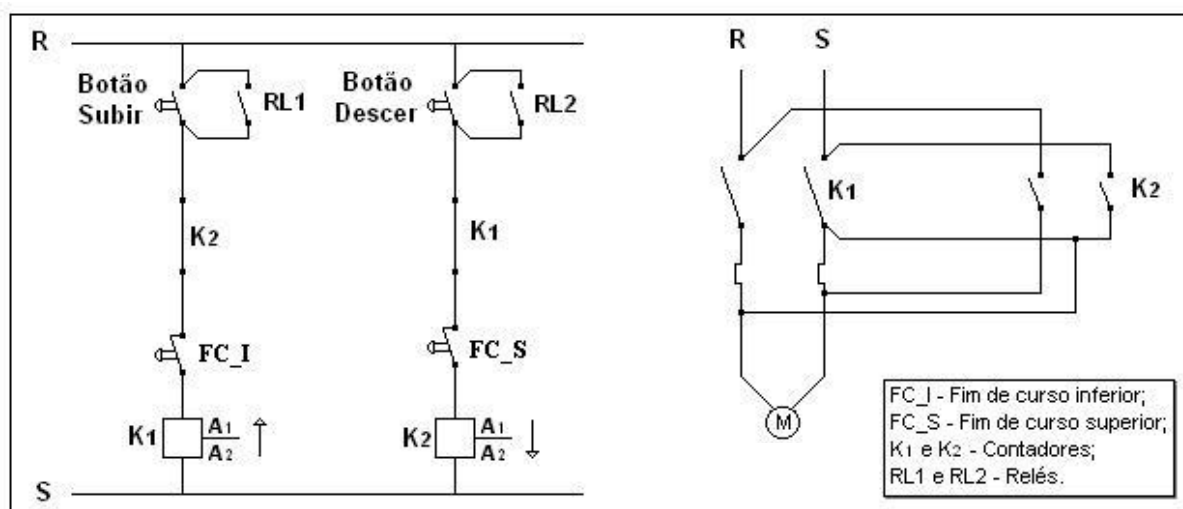 R
Botão
Subir
RL1
K2
FC_I
K1
A1
A2
S
Botão
Descer
RL2
K1
FC_S
K2
A1
A2
R S
K1
K2
M
FC_I - Fim de curso inferior;
FC_S - Fim de curso superior;
K1 e K2 - Contadores;
RL1 e RL2 - Relés.